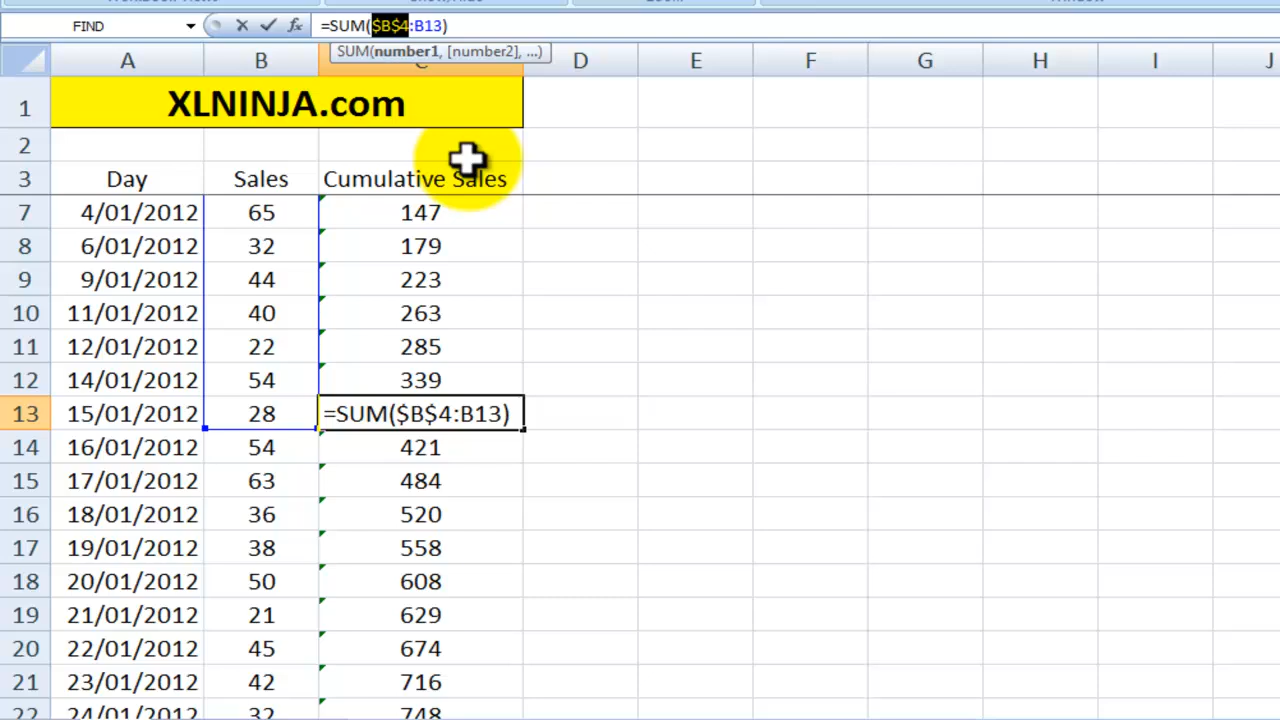 FIND =SUM($B$4:B13)
SUM(number1, [number2], ...)
A B D E F G H I J
1 XLNINJA.com
2
3 Day Sales Cumulative Sales
7 4/01/2012 65 147
8 6/01/2012 32 179
9 9/01/2012 44 223
10 11/01/2012 40 263
11 12/01/2012 22 285
12 14/01/2012 54 339
13 15/01/2012 28 =SUM($B$4:B13)
14 16/01/2012 54 421
15 17/01/2012 63 484
16 18/01/2012 36 520
17 19/01/2012 38 558
18 20/01/2012 50 608
19 21/01/2012 21 629
20 22/01/2012 45 674
21 23/01/2012 42 716
22 24/01/2012 32 748